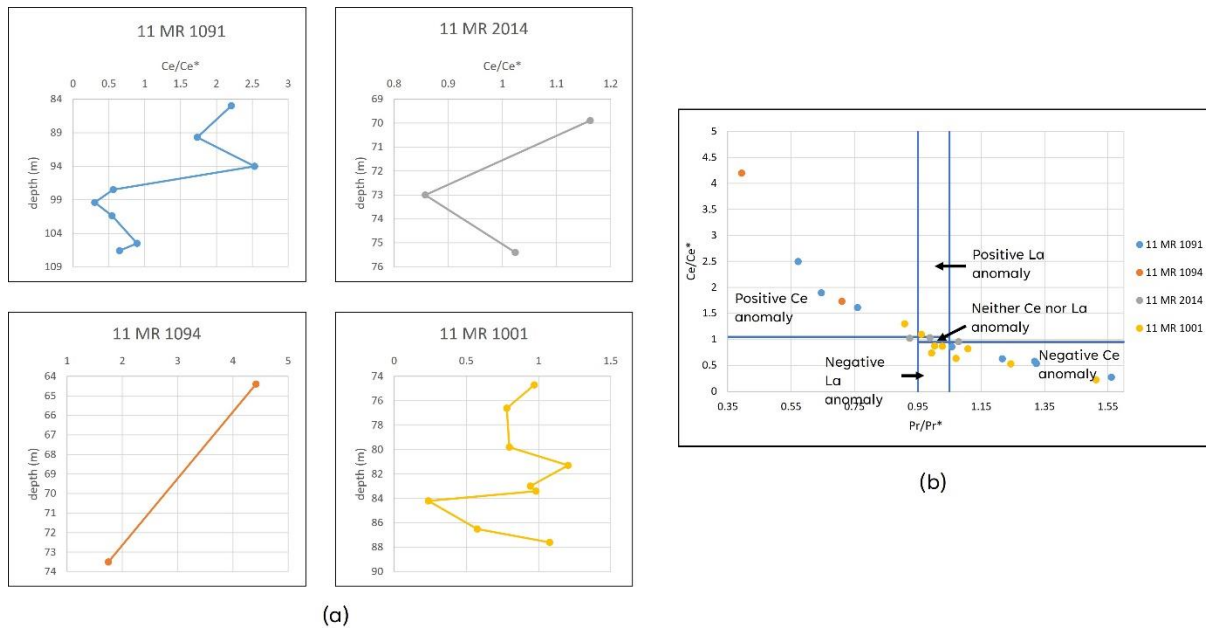 11 MR 1091
Ce/Ce*
0 0.5 1 1.5 2 2.5 3
84
89
94
99
104
109
depth (m)
11 MR 2014
Ce/Ce*
0.8 0.9 1 1.1 1.2
69
70
71
72
73
74
75
76
depth (m)
11 MR 1094
1 2 3 4 5
64
65
66
67
68
69
70
71
72
73
74
depth (m)
11 MR 1001
0 0.5 1 1.5
74
76
78
80
82
84
86
88
90
depth (m)
(a)
5
4.5
4
3.5
3
2.5
2
1.5
1
0.5
0
Ce/Ce*
0.35 0.55 0.75 0.95 1.15 1.35 1.55
Pr/Pr*
Positive La
anomaly
Positive Ce
anomaly
Neither Ce nor La
anomaly
Negative
La
anomaly
Negative Ce
anomaly
11 MR 1091
11 MR 1094
11 MR 2014
11 MR 1001
(b)